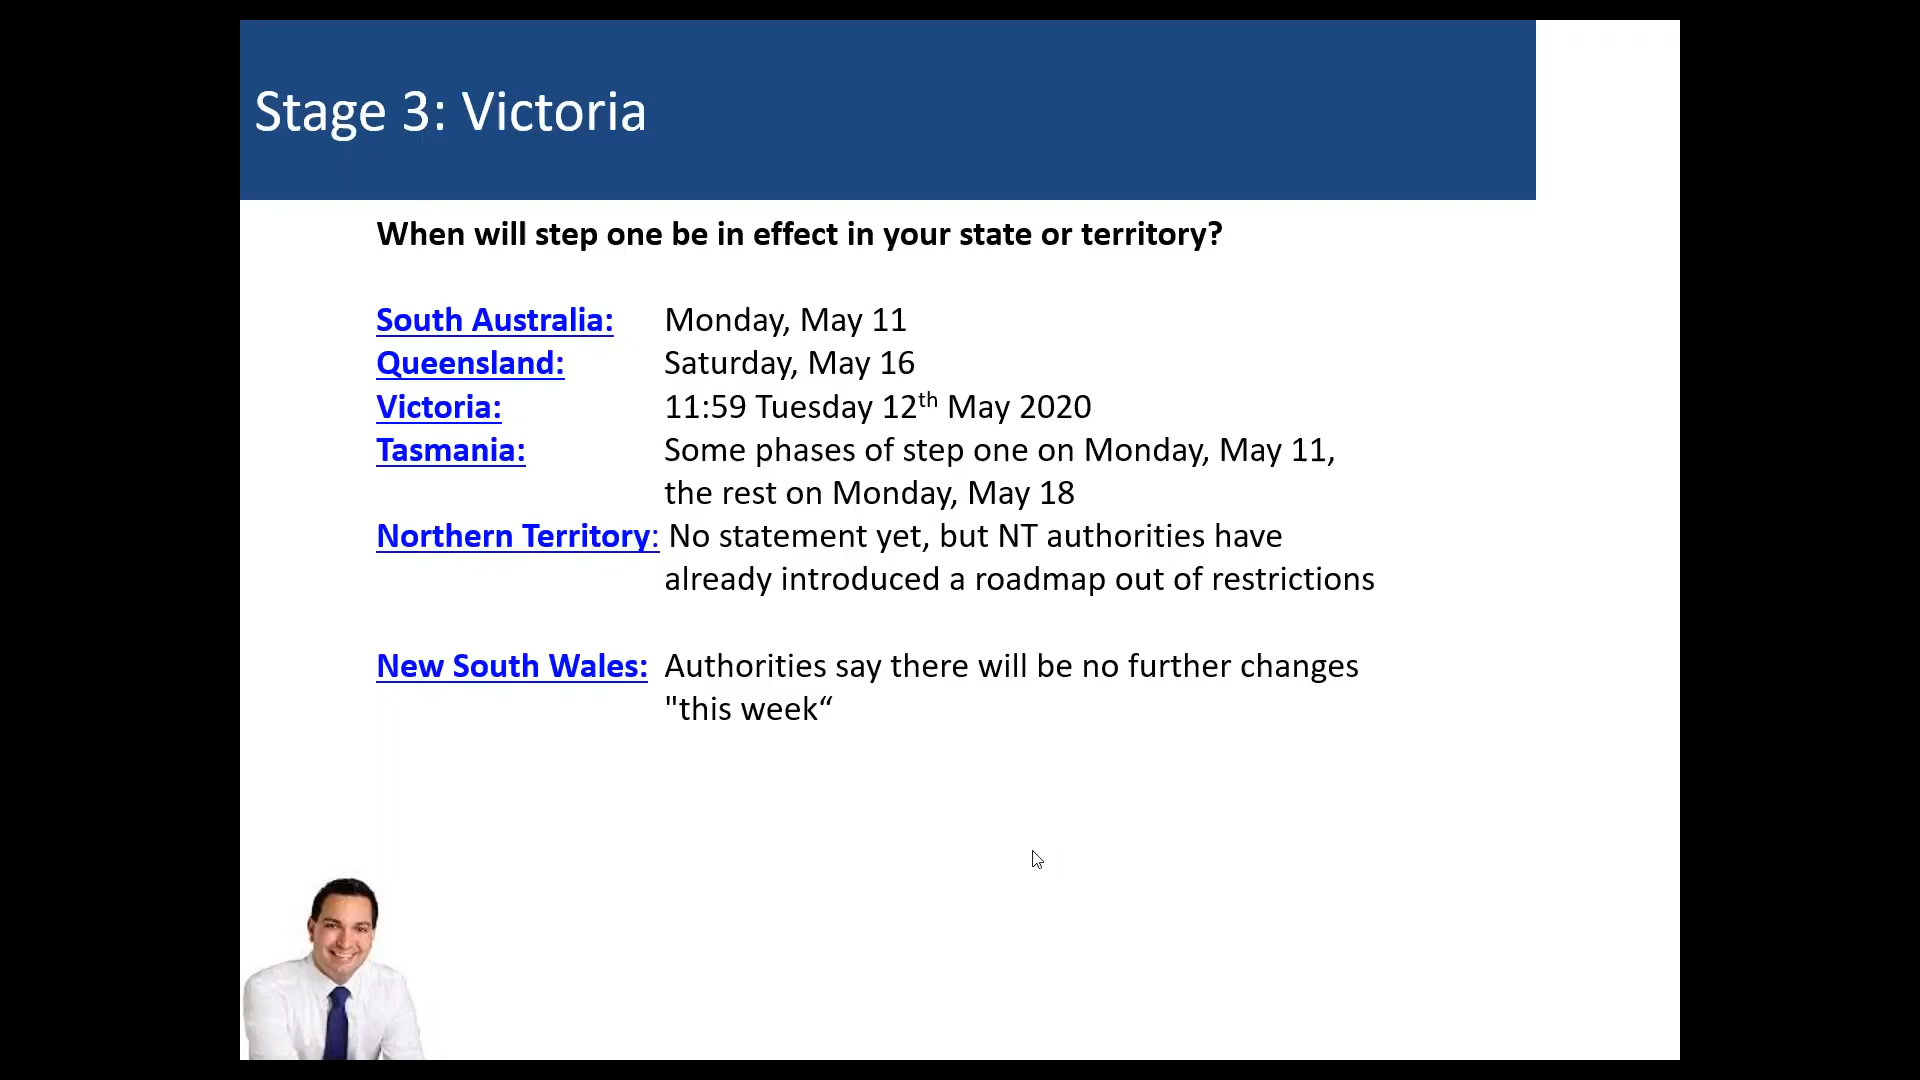 Stage 3: Victoria
When will step one be in effect in your state or territory?
South Australia: Monday, May 11
Queensland: Saturday, May 16
Victoria: 11:59 Tuesday 12th May 2020
Tasmania: Some phases of step one on Monday, May 11,
the rest on Monday, May 18
Northern Territory: No statement yet, but NT authorities have
already introduced a roadmap out of restrictions
New South Wales: Authorities say there will be no further changes
"this week“